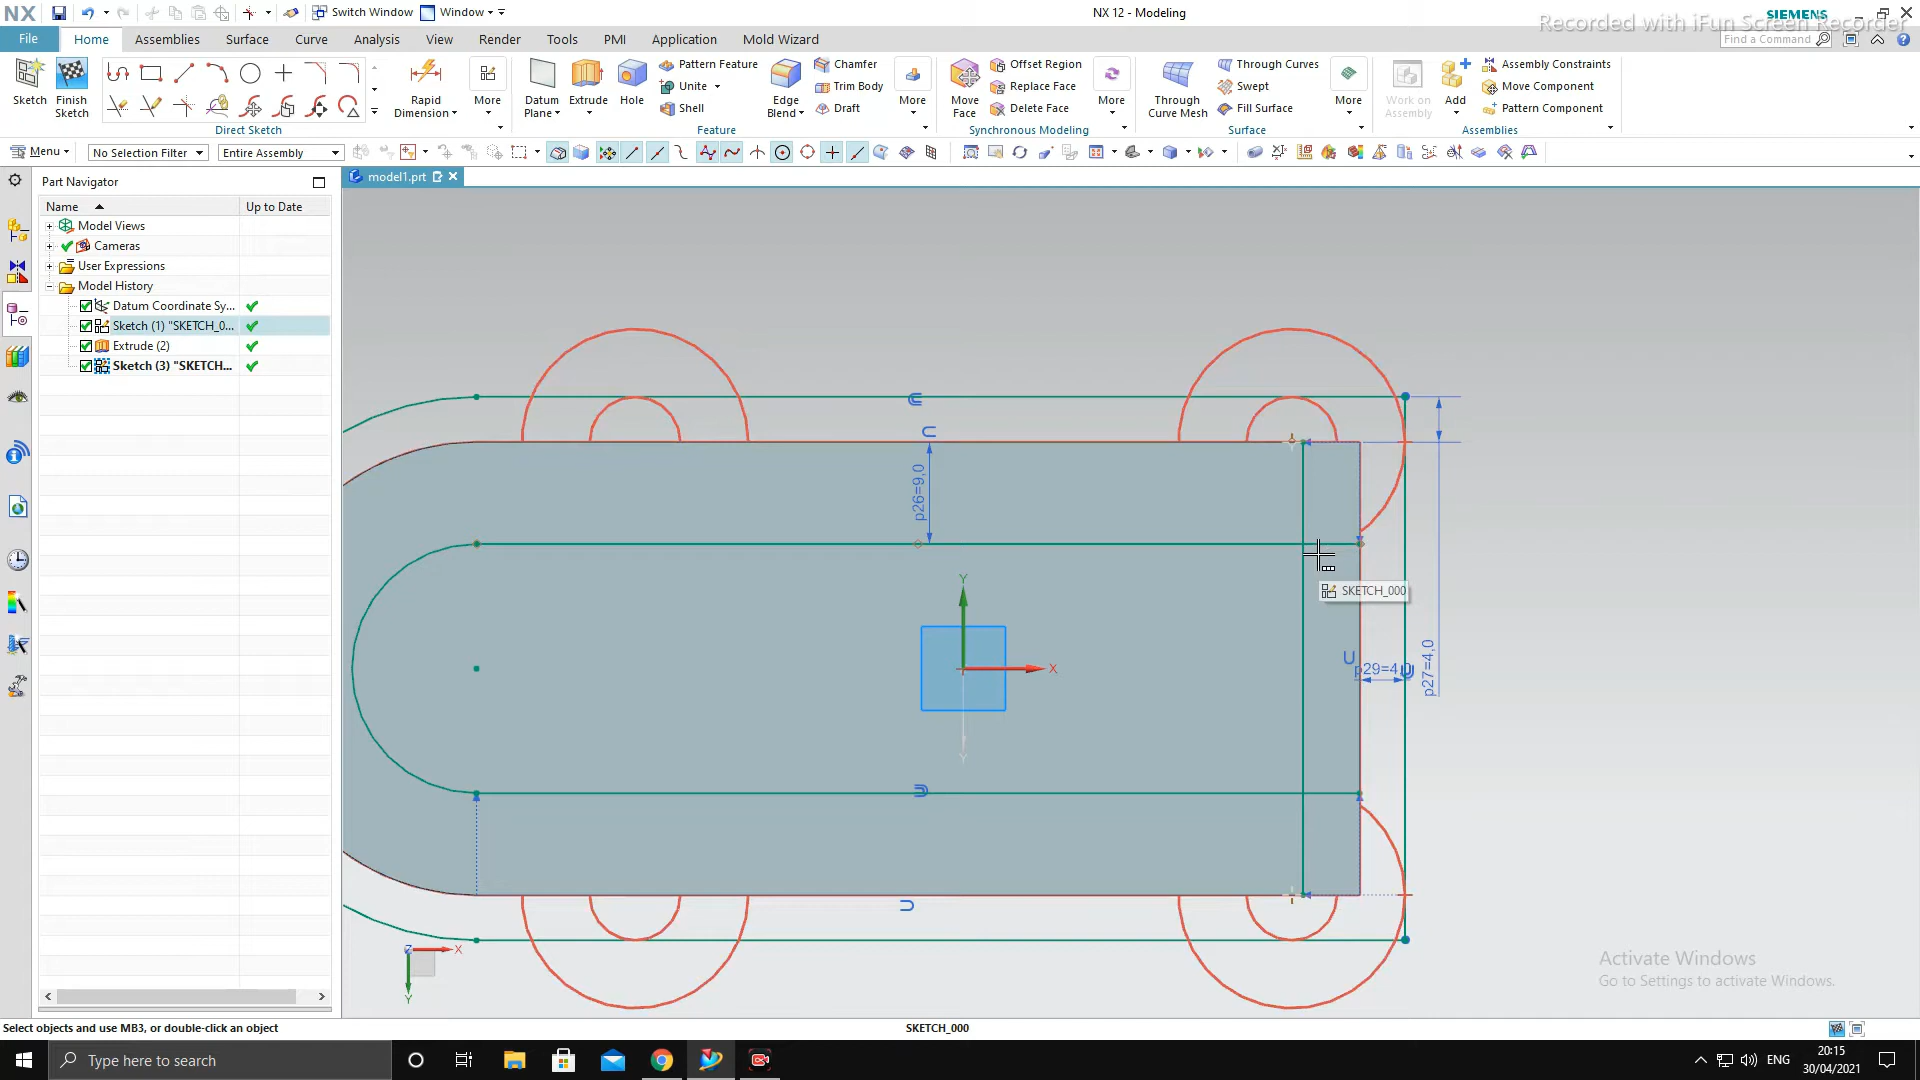 NX
Switch Window
Window
NX 12 - Modeling
SIEMENS
Recorded with iFun Screen Recorder
File
Home
Assemblies
Surface
Curve
Analysis
View
Render
Tools
PMI
Application
Mold Wizard
Find a Command
Sketch
Finish Sketch
Direct Sketch
Rapid Dimension
More
Datum Plane
Extrude
Hole
Pattern Feature
Unite
Shell
Edge Blend
Chamfer
Trim Body
Draft
More
Feature
Move Face
Offset Region
Replace Face
Delete Face
More
Synchronous Modeling
Through Curve Mesh
Through Curves
Swept
Fill Surface
More
Surface
Work on Assembly
Add
Assembly Constraints
Move Component
Pattern Component
Assemblies
Menu
No Selection Filter
Entire Assembly
Part Navigator
model1.prt
Name
Up to Date
Model Views
Cameras
User Expressions
Model History
Datum Coordinate Sy...
Sketch (1) "SKETCH_0...
Extrude (2)
Sketch (3) "SKETCH...
p26=9,0
Y
X
Y
SKETCH_000
p29=4,0
p27=4,0
Z
X
Y
Activate Windows
Go to Settings to activate Windows.
Select objects and use MB3, or double-click an object
SKETCH_000
Type here to search
ENG
20:15
30/04/2021